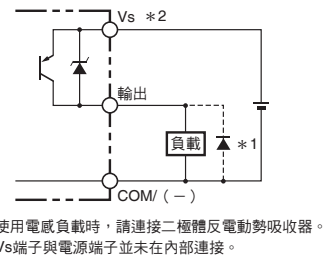 Vs ＊2
輸出
負載
＊1
COM/（－）
使用電感負載時，請連接二極體反電動勢吸收器。
Vs端子與電源端子並未在內部連接。